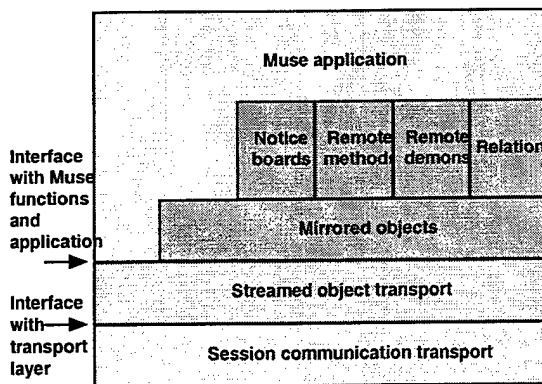 Muse application
Notice
boards
Remote
methods
Remote
demons
Relation
Interface
with Muse
functions
and
application
Mirrored objects
Streamed object transport
Interface
with
transport
layer
Session communication transport